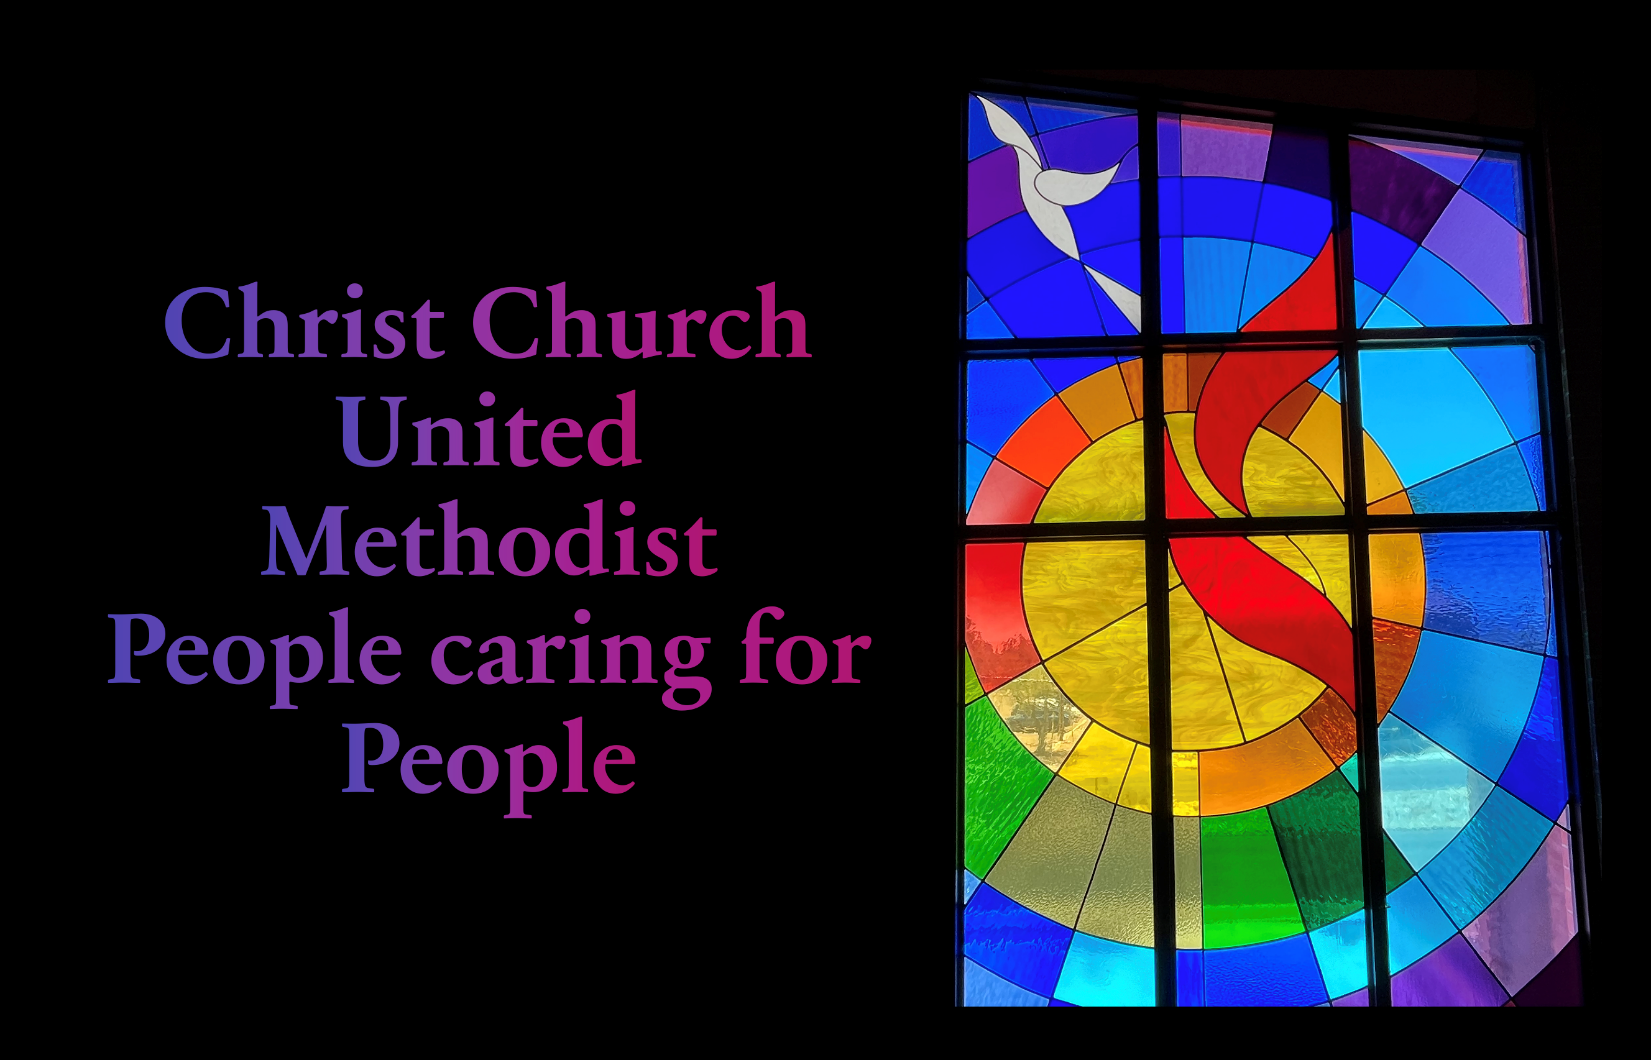 Christ Church
United
Methodist
People caring for
People